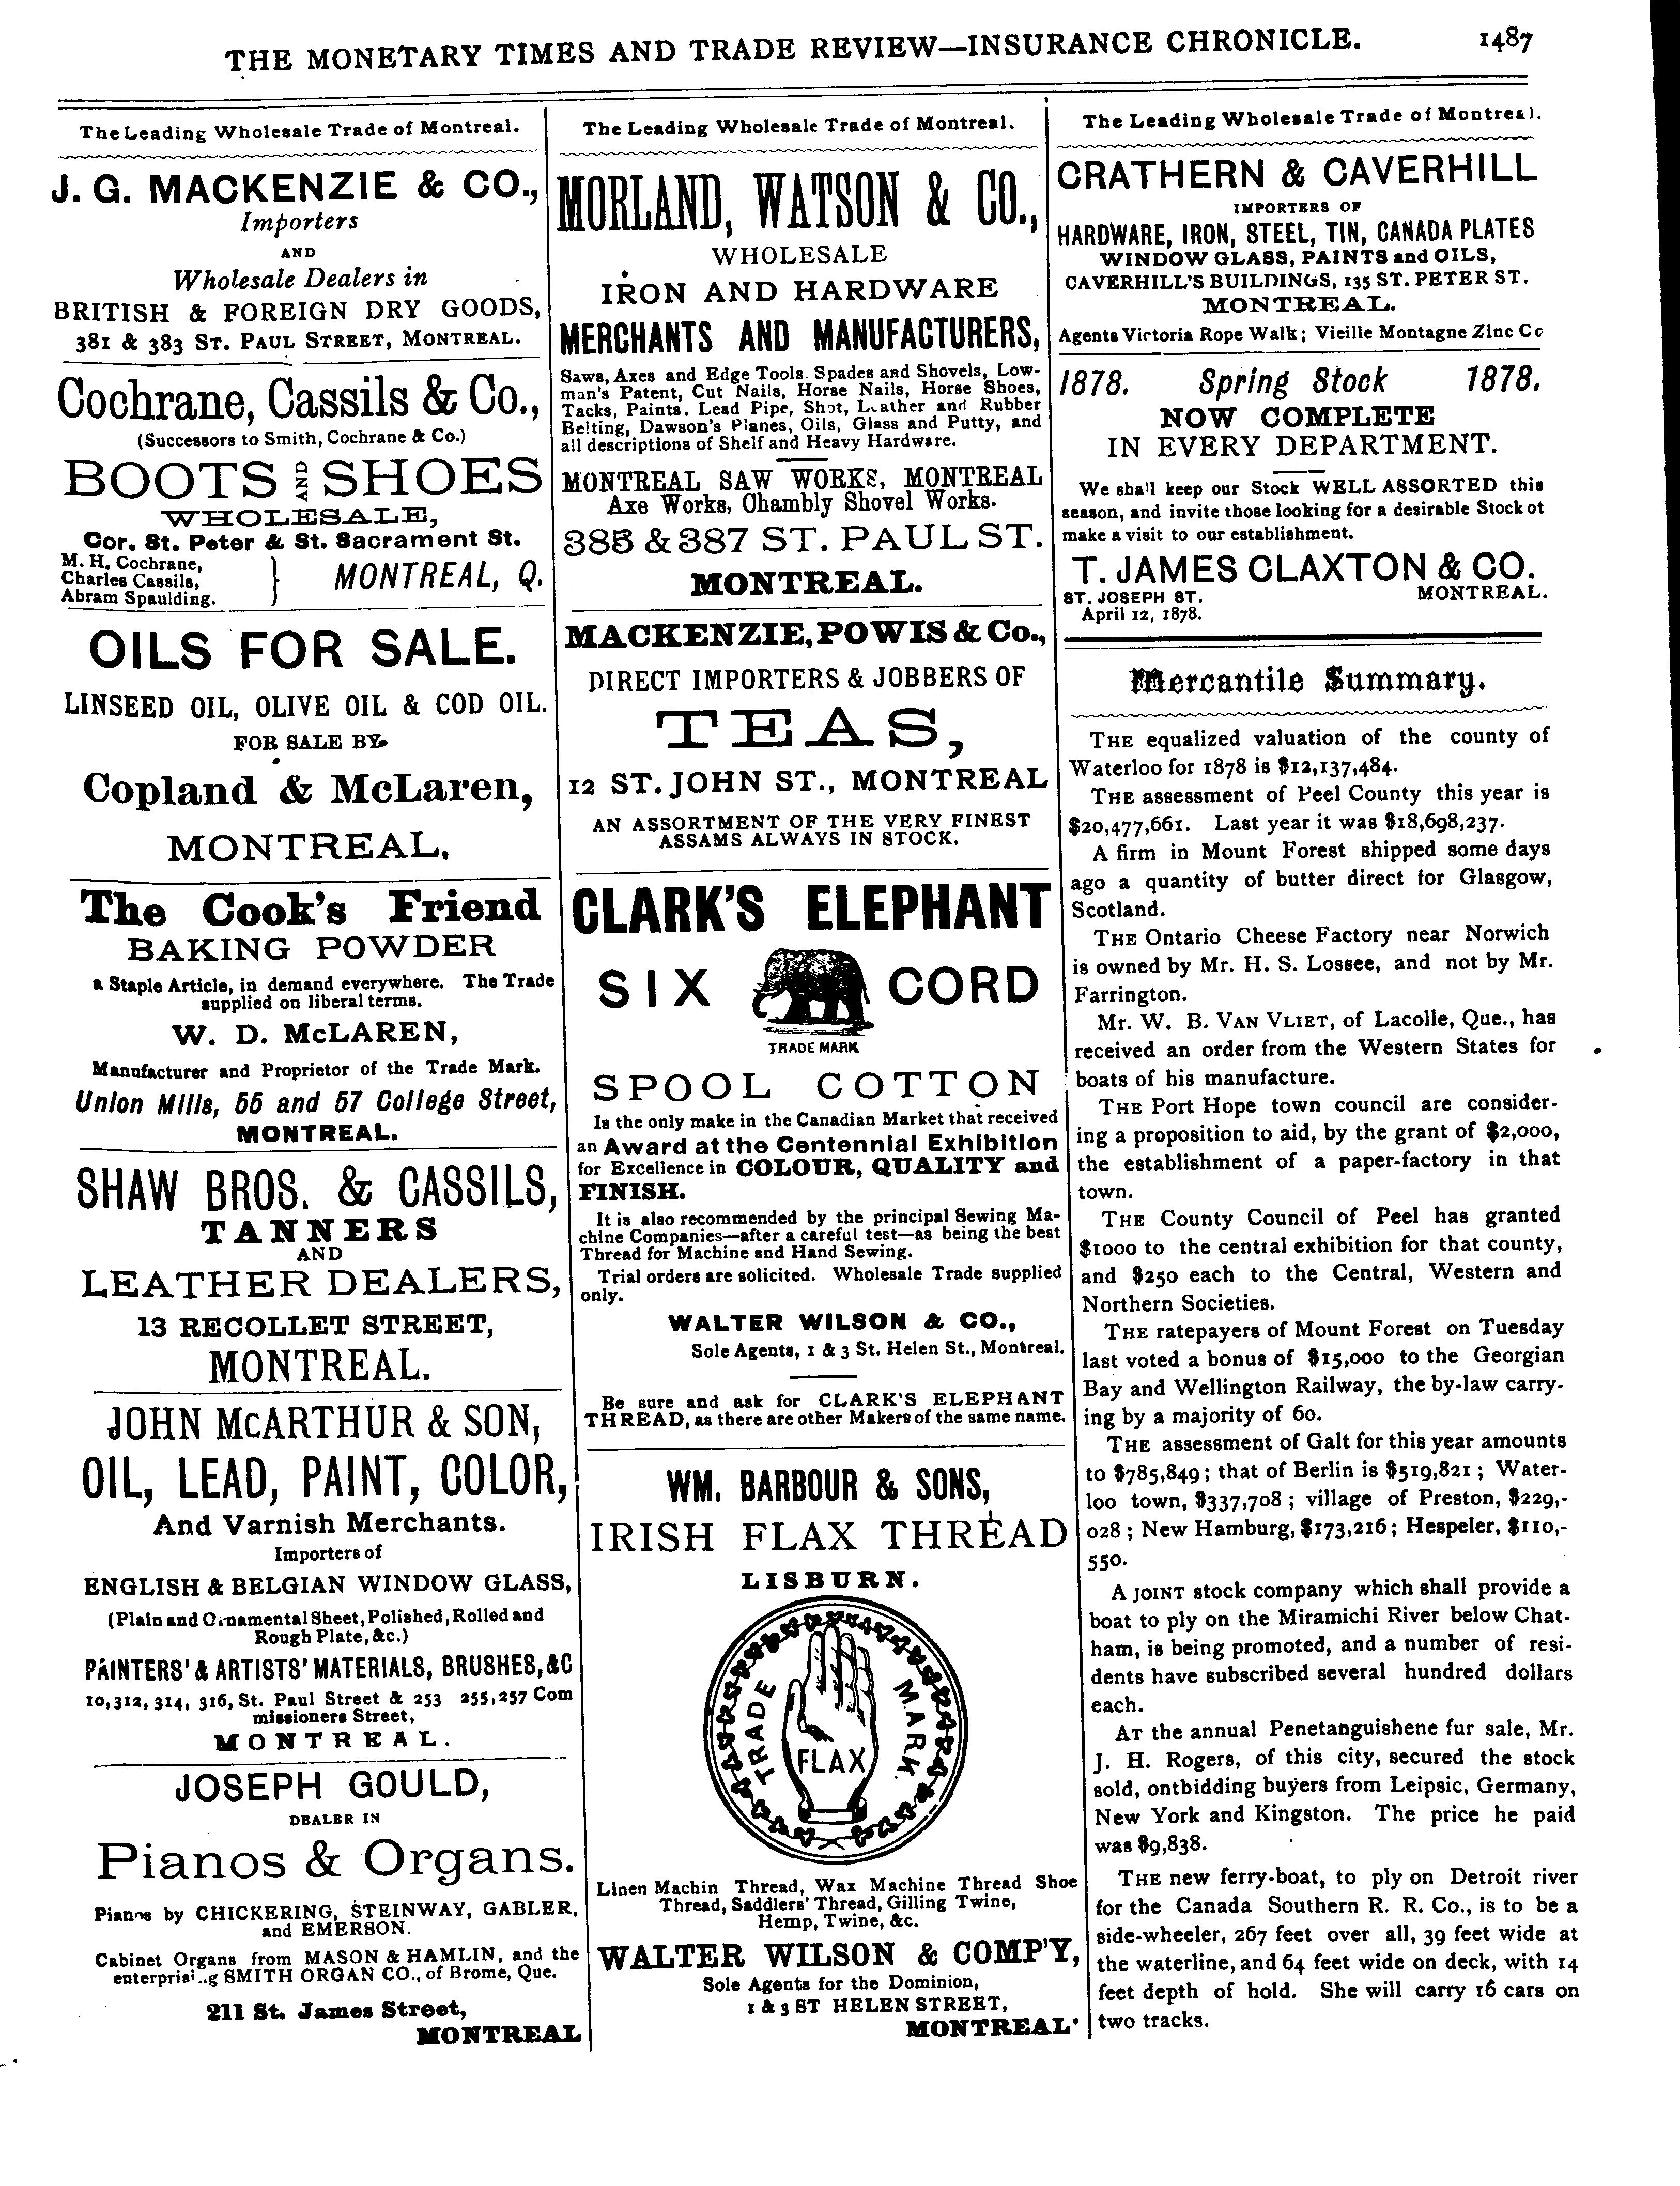 THE MONETARY TIMES AND TRADE REVIEW—INSURANCE CHRONICLE. 1487
The Leading Wholesale Trade of Montreal.
J. G. MACKENZIE & CO.,
Importers
AND
Wholesale Dealers in
BRITISH & FOREIGN DRY GOODS,
381 & 383 ST. PAUL STREET, MONTREAL.
Cochrane, Cassils & Co.,
(Successors to Smith, Cochrane & Co.)
BOOTS AND SHOES
WHOLESALE,
Cor. St. Peter & St. Sacrament St.
M. H. Cochrane,
Charles Cassils,
Abram Spaulding.
} MONTREAL, Q.
OILS FOR SALE.
LINSEED OIL, OLIVE OIL & COD OIL.
FOR SALE BY
Copland & McLaren,
MONTREAL.
The Cook's Friend
BAKING POWDER
a Staple Article, in demand everywhere. The Trade
supplied on liberal terms.
W. D. McLAREN,
Manufacturer and Proprietor of the Trade Mark.
Union Mills, 55 and 57 College Street,
MONTREAL.
SHAW BROS. & CASSILS,
TANNERS
AND
LEATHER DEALERS,
13 RECOLLET STREET,
MONTREAL.
JOHN McARTHUR & SON,
OIL, LEAD, PAINT, COLOR,
And Varnish Merchants.
Importers of
ENGLISH & BELGIAN WINDOW GLASS,
(Plain and Ornamental Sheet, Polished, Rolled and
Rough Plate, &c.)
PAINTERS' & ARTISTS' MATERIALS, BRUSHES, &C
10, 312, 314, 316, St. Paul Street & 253 255, 257 Com
missioners Street,
MONTREAL.
JOSEPH GOULD,
DEALER IN
Pianos & Organs.
Pianos by CHICKERING, STEINWAY, GABLER,
and EMERSON.
Cabinet Organs from MASON & HAMLIN, and the
enterprising SMITH ORGAN CO., of Brome, Que.
211 St. James Street,
MONTREAL
The Leading Wholesale Trade of Montreal.
MORLAND, WATSON & CO.,
WHOLESALE
IRON AND HARDWARE
MERCHANTS AND MANUFACTURERS,
Saws, Axes and Edge Tools. Spades and Shovels, Low-
man's Patent, Cut Nails, Horse Nails, Horse Shoes,
Tacks, Paints. Lead Pipe, Shot, Leather and Rubber
Belting, Dawson's Planes, Oils, Glass and Putty, and
all descriptions of Shelf and Heavy Hardware.
MONTREAL SAW WORKS, MONTREAL
Axe Works, Chambly Shovel Works.
385 & 387 ST. PAUL ST.
MONTREAL.
MACKENZIE, POWIS & Co.,
DIRECT IMPORTERS & JOBBERS OF
TEAS,
12 ST. JOHN ST., MONTREAL
AN ASSORTMENT OF THE VERY FINEST
ASSAMS ALWAYS IN STOCK.
CLARK'S ELEPHANT
SIX CORD
TRADE MARK
SPOOL COTTON
Is the only make in the Canadian Market that received
an Award at the Centennial Exhibition
for Excellence in COLOUR, QUALITY and
FINISH.
It is also recommended by the principal Sewing Ma-
chine Companies—after a careful test—as being the best
Thread for Machine and Hand Sewing.
Trial orders are solicited. Wholesale Trade supplied
only.
WALTER WILSON & CO.,
Sole Agents, 1 & 3 St. Helen St., Montreal.
Be sure and ask for CLARK'S ELEPHANT
THREAD, as there are other Makers of the same name.
WM. BARBOUR & SONS,
IRISH FLAX THREAD
LISBURN.
TRADE MARK.
FLAX
Linen Machin Thread, Wax Machine Thread Shoe
Thread, Saddlers' Thread, Gilling Twine,
Hemp, Twine, &c.
WALTER WILSON & COMP'Y,
Sole Agents for the Dominion,
1 & 3 ST HELEN STREET,
MONTREAL'
The Leading Wholesale Trade of Montreal.
CRATHERN & CAVERHILL
IMPORTERS OF
HARDWARE, IRON, STEEL, TIN, CANADA PLATES
WINDOW GLASS, PAINTS and OILS,
CAVERHILL'S BUILDINGS, 135 ST. PETER ST.
MONTREAL.
Agents Victoria Rope Walk; Vieille Montagne Zinc Co
1878. Spring Stock 1878.
NOW COMPLETE
IN EVERY DEPARTMENT.
We shall keep our Stock WELL ASSORTED this
season, and invite those looking for a desirable Stock ot
make a visit to our establishment.
T. JAMES CLAXTON & CO.
ST. JOSEPH ST. MONTREAL.
April 12, 1878.
Mercantile Summary.
THE equalized valuation of the county of
Waterloo for 1878 is $12,137,484.
THE assessment of Peel County this year is
$20,477,661. Last year it was $18,698,237.
A firm in Mount Forest shipped some days
ago a quantity of butter direct for Glasgow,
Scotland.
THE Ontario Cheese Factory near Norwich
is owned by Mr. H. S. Lossee, and not by Mr.
Farrington.
Mr. W. B. VAN VLIET, of Lacolle, Que., has
received an order from the Western States for
boats of his manufacture.
THE Port Hope town council are consider-
ing a proposition to aid, by the grant of $2,000,
the establishment of a paper-factory in that
town.
THE County Council of Peel has granted
$1000 to the central exhibition for that county,
and $250 each to the Central, Western and
Northern Societies.
THE ratepayers of Mount Forest on Tuesday
last voted a bonus of $15,000 to the Georgian
Bay and Wellington Railway, the by-law carry-
ing by a majority of 60.
THE assessment of Galt for this year amounts
to $785,849; that of Berlin is $519,821; Water-
loo town, $337,708; village of Preston, $229,-
028; New Hamburg, $173,216; Hespeler, $110,-
550.
A JOINT stock company which shall provide a
boat to ply on the Miramichi River below Chat-
ham, is being promoted, and a number of resi-
dents have subscribed several hundred dollars
each.
AT the annual Penetanguishene fur sale, Mr.
J. H. Rogers, of this city, secured the stock
sold, ontbidding buyers from Leipsic, Germany,
New York and Kingston. The price he paid
was $9,838.
THE new ferry-boat, to ply on Detroit river
for the Canada Southern R. R. Co., is to be a
side-wheeler, 267 feet over all, 39 feet wide at
the waterline, and 64 feet wide on deck, with 14
feet depth of hold. She will carry 16 cars on
two tracks.